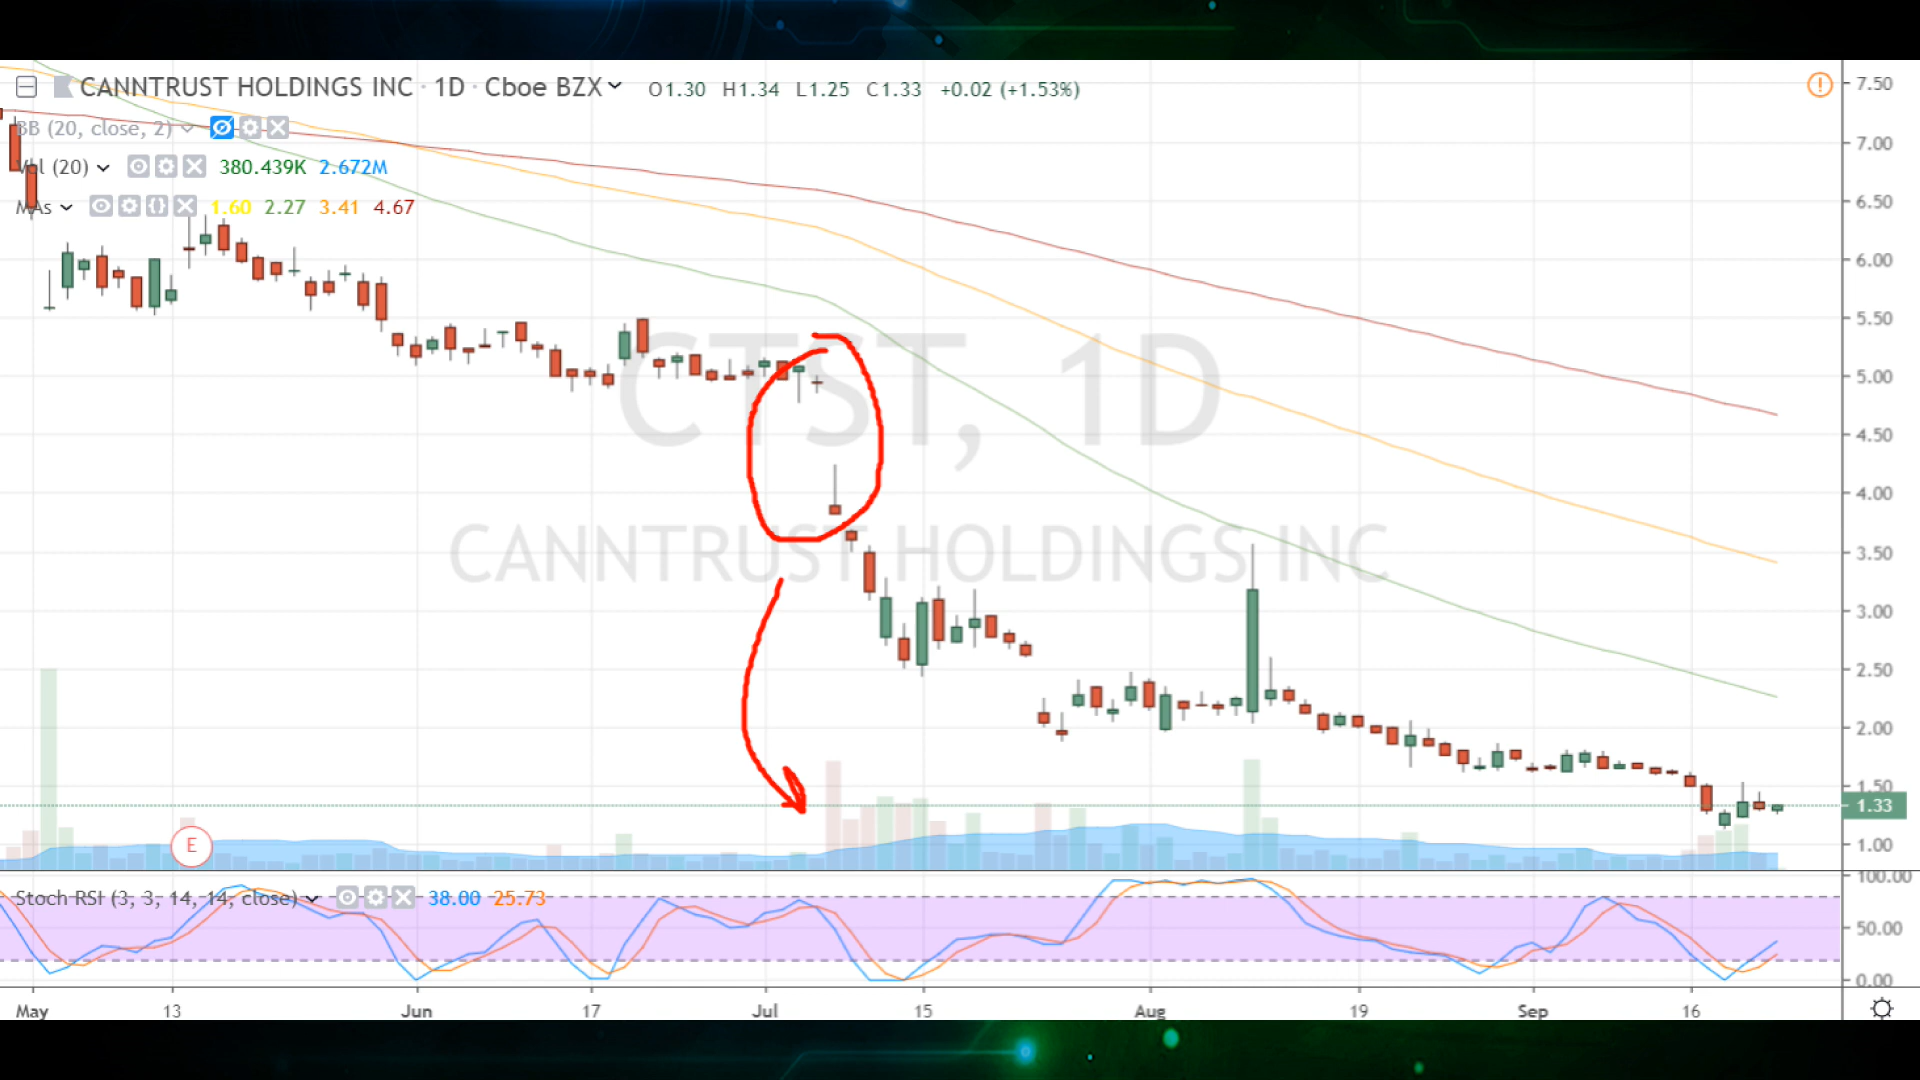 CANNTRUST HOLDINGS INC · 1D · Cboe BZX O1.30 H1.34 L1.25 C1.33 +0.02 (+1.53%)
BB (20, close, 2)
Vol (20) 380.439K 2.672M
MAs 1.60 2.27 3.41 4.67
CTST, 1D
CANNTRUST HOLDINGS INC
7.50
7.00
6.50
6.00
5.50
5.00
4.50
4.00
3.50
3.00
2.50
2.00
1.50
1.33
1.00
E
Stoch RSI (3, 3, 14, 14, close) 38.00 25.73
100.00
50.00
0.00
May 13 Jun 17 Jul 15 Aug 19 Sep 16